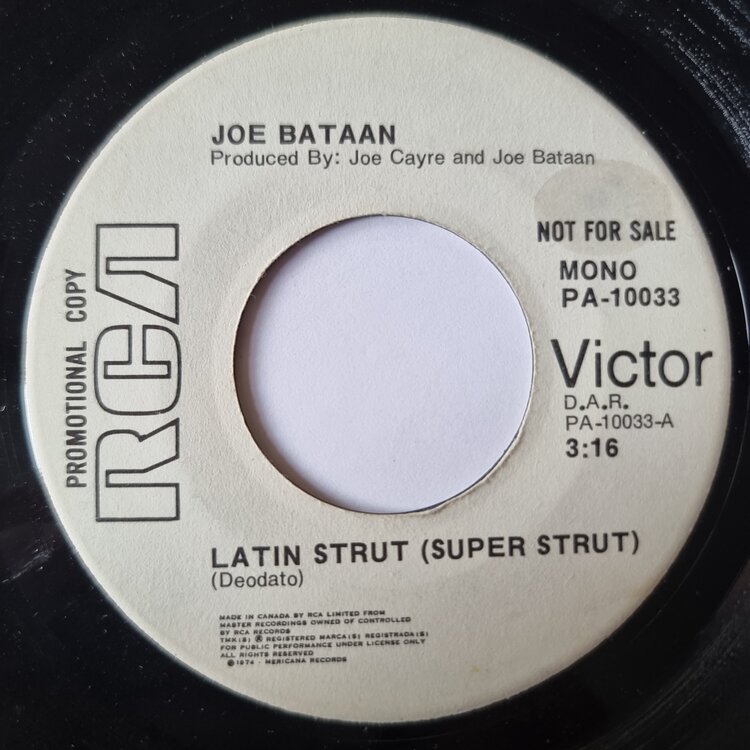 JOE BATAAN
Produced By: Joe Cayre and Joe Bataan
PROMOTIONAL COPY
RCA
NOT FOR SALE
MONO
PA-10033
Victor
D.A.R.
PA-10033-A
3:16
LATIN STRUT (SUPER STRUT)
(Deodato)
MADE IN CANADA BY RCA LIMITED FROM
MASTER RECORDINGS OWNED OF CONTROLLED
BY RCA RECORDS
TMK(S) ® REGISTERED MARCA(S) REGISTRADA(S)
FOR PUBLIC PERFORMANCE UNDER LICENSE ONLY
ALL RIGHTS RESERVED
℗1974 - MERICANA RECORDS